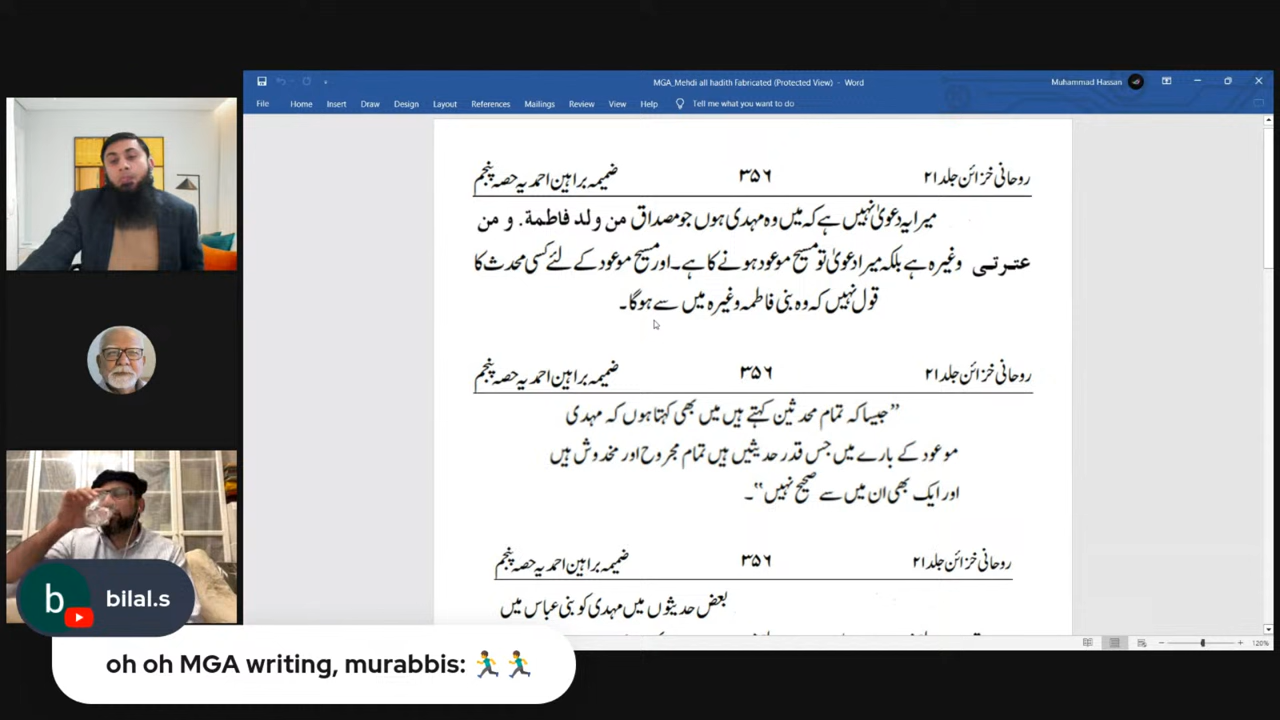 MGA_Mehdi all hadith Fabricated (Protected View) - Word
Muhammad Hassan
File Home Insert Draw Design Layout References Mailings Review View Help Tell me what you want to do
روحانی خزائن جلد ۲۱ ۳۵۶ ضمیمہ براہین احمدیہ حصہ پنجم
میرا یہ دعویٰ نہیں ہے کہ میں وہ مہدی ہوں جو مصداق من ولد فاطمة. و من
عترتی وغیرہ ہے بلکہ میرا دعویٰ تو مسیح موعود ہونے کا ہے۔ اور مسیح موعود کے لئے کسی محدث کا
قول نہیں کہ وہ بنی فاطمہ وغیرہ میں سے ہوگا۔
روحانی خزائن جلد ۲۱ ۳۵۶ ضمیمہ براہین احمدیہ حصہ پنجم
”جیسا کہ تمام محدثین کہتے ہیں میں بھی کہتا ہوں کہ مہدی
موعود کے بارے میں جس قدر حدیثیں ہیں تمام مجروح اور مخدوش ہیں
اور ایک بھی ان میں سے صحیح نہیں“۔
روحانی خزائن جلد ۲۱ ۳۵۶ ضمیمہ براہین احمدیہ حصہ پنجم
بعض حدیثوں میں مہدی کو بنی عباس میں
120%
b bilal.s
oh oh MGA writing, murabbis: 🏃‍♂️🏃‍♂️